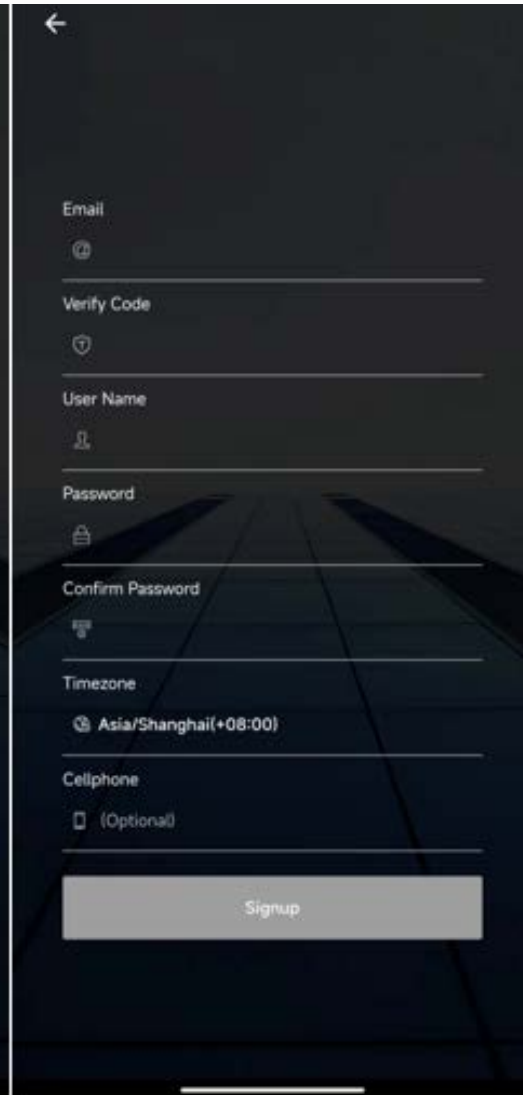 Email
Verify Code
User Name
Password
Confirm Password
Timezone
Asia/Shanghai(+08:00)
Cellphone
(Optional)
Signup